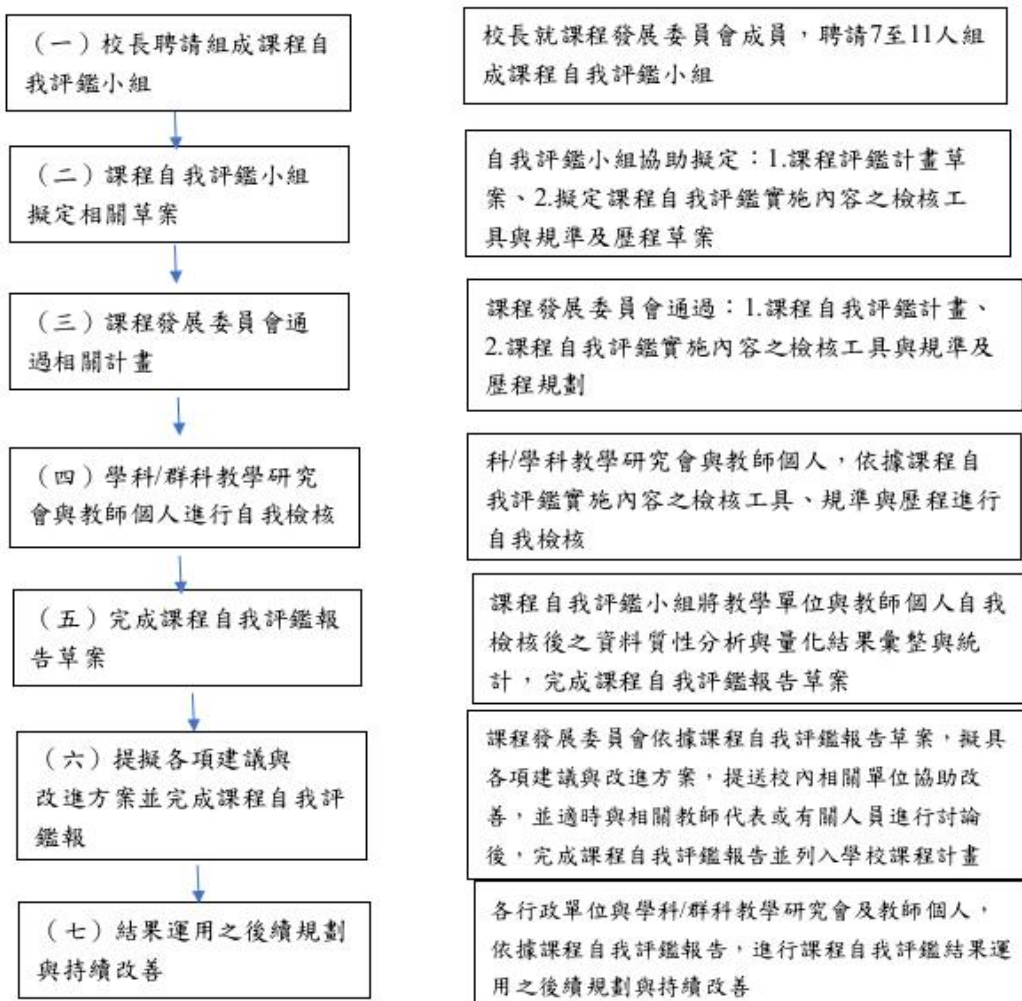 （一）校長聘請組成課程自
我評鑑小組
校長就課程發展委員會成員，聘請7至11人組
成課程自我評鑑小組
（二）課程自我評鑑小組
擬定相關草案
自我評鑑小組協助擬定：1.課程評鑑計畫草
案、2.擬定課程自我評鑑實施內容之檢核工
具與規準及歷程草案
（三）課程發展委員會通
過相關計畫
課程發展委員會通過：1.課程自我評鑑計畫、
2.課程自我評鑑實施內容之檢核工具與規準及
歷程規劃
（四）學科/群科教學研究
會與教師個人進行自我檢核
科/學科教學研究會與教師個人，依據課程自
我評鑑實施內容之檢核工具、規準與歷程進行
自我檢核
（五）完成課程自我評鑑報
告草案
課程自我評鑑小組將教學單位與教師個人自我
檢核後之資料質性分析與量化結果彙整與統
計，完成課程自我評鑑報告草案
（六）提擬各項建議與
改進方案並完成課程自我評
鑑報
課程發展委員會依據課程自我評鑑報告草案，擬具
各項建議與改進方案，提送校內相關單位協助改
善，並適時與相關教師代表或有關人員進行討論
後，完成課程自我評鑑報告並列入學校課程計畫
（七）結果運用之後續規劃
與持續改善
各行政單位與學科/群科教學研究會及教師個人，
依據課程自我評鑑報告，進行課程自我評鑑結果運
用之後續規劃與持續改善